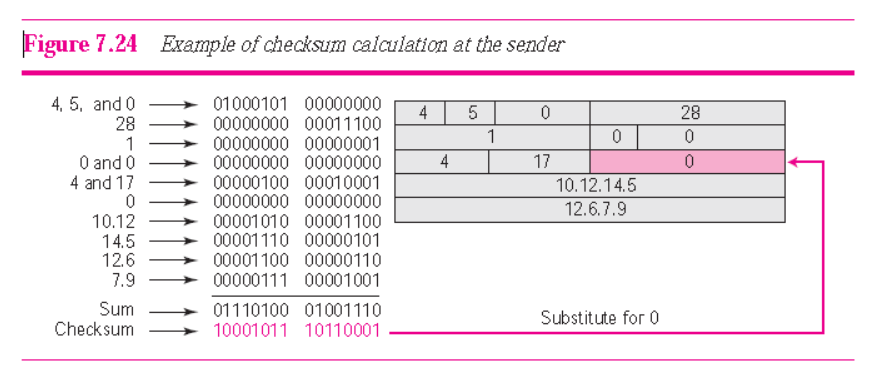 Figure 7.24 Example of checksum calculation at the sender
4, 5, and 0 01000101 00000000
28 00000000 00011100
1 00000000 00000001
0 and 0 00000000 00000000
4 and 17 00000100 00010001
0 00000000 00000000
10.12 00001010 00001100
14.5 00001110 00000101
12.6 00001100 00000110
7.9 00000111 00001001
Sum 01110100 01001110
Checksum 10001011 10110001
4 5 0 28
1 0 0
4 17 0
10.12.14.5
12.6.7.9
Substitute for 0